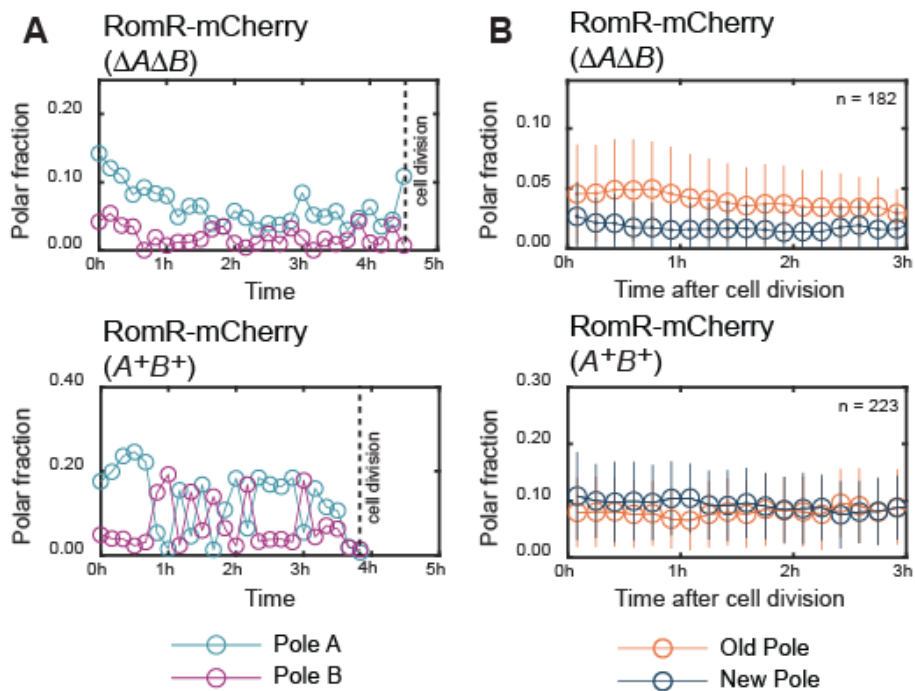 A
RomR-mCherry
(ΔAΔB)
Polar fraction
0.20
0.10
0.00
0h 1h 2h 3h 4h 5h
Time
cell division
B
RomR-mCherry
(ΔAΔB)
n = 182
Polar fraction
0.10
0.05
0.00
0h 1h 2h 3h
Time after cell division
RomR-mCherry
(A+B+)
Polar fraction
0.40
0.20
0.00
0h 1h 2h 3h 4h 5h
Time
cell division
RomR-mCherry
(A+B+)
n = 223
Polar fraction
0.30
0.20
0.10
0.00
0h 1h 2h 3h
Time after cell division
Pole A
Pole B
Old Pole
New Pole